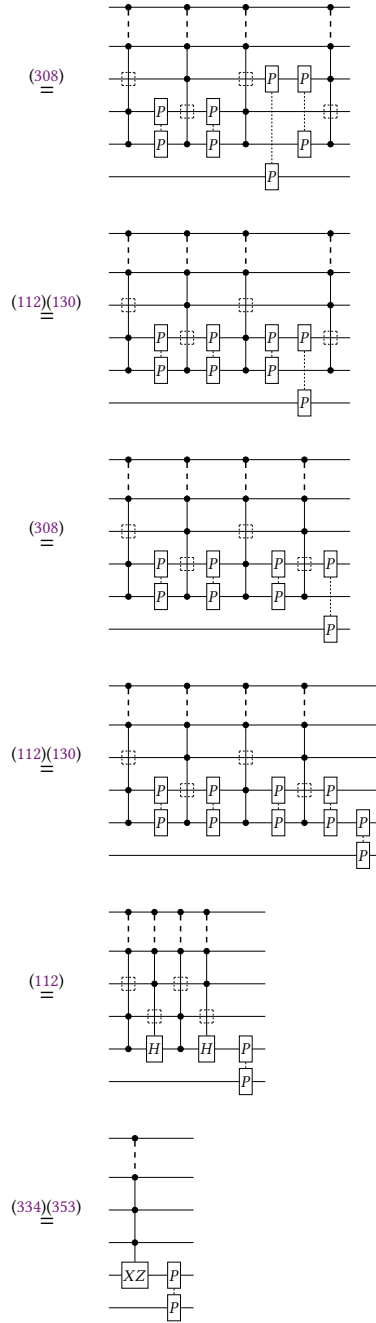 (308) P P
=
P P
P P P
P
(112)(130)
=
P P P P
P P P
P
(308)
=
P P P P
P P P
P
(112)(130)
=
P P P P
P P P P P
P
(112)
=
H H P
P
(334)(353)
=
XZ P
P